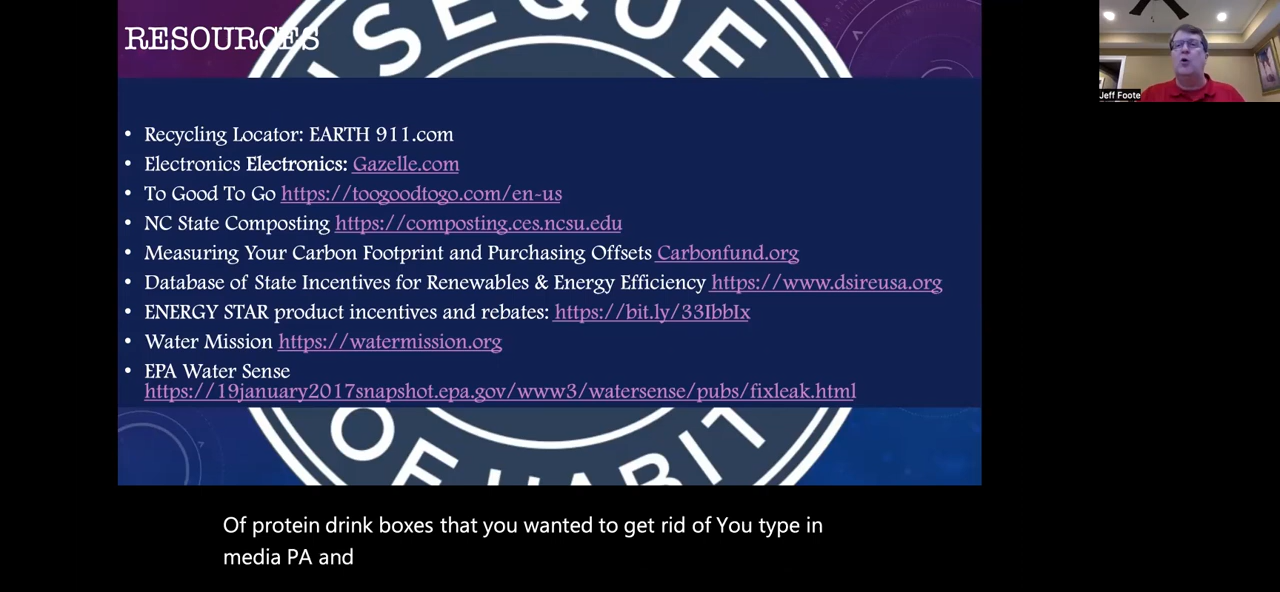 RESOURCES
ISEQUE
Recycling Locator: EARTH 911.com
Electronics Electronics: Gazelle.com
To Good To Go https://toogoodtogo.com/en-us
NC State Composting https://composting.ces.ncsu.edu
Measuring Your Carbon Footprint and Purchasing Offsets Carbonfund.org
Database of State Incentives for Renewables & Energy Efficiency https://www.dsireusa.org
ENERGY STAR product incentives and rebates: https://bit.ly/33IbbIx
Water Mission https://watermission.org
EPA Water Sense
https://19january2017snapshot.epa.gov/www3/watersense/pubs/fixleak.html
OF HABIT
Of protein drink boxes that you wanted to get rid of You type in
media PA and
Jeff Foote